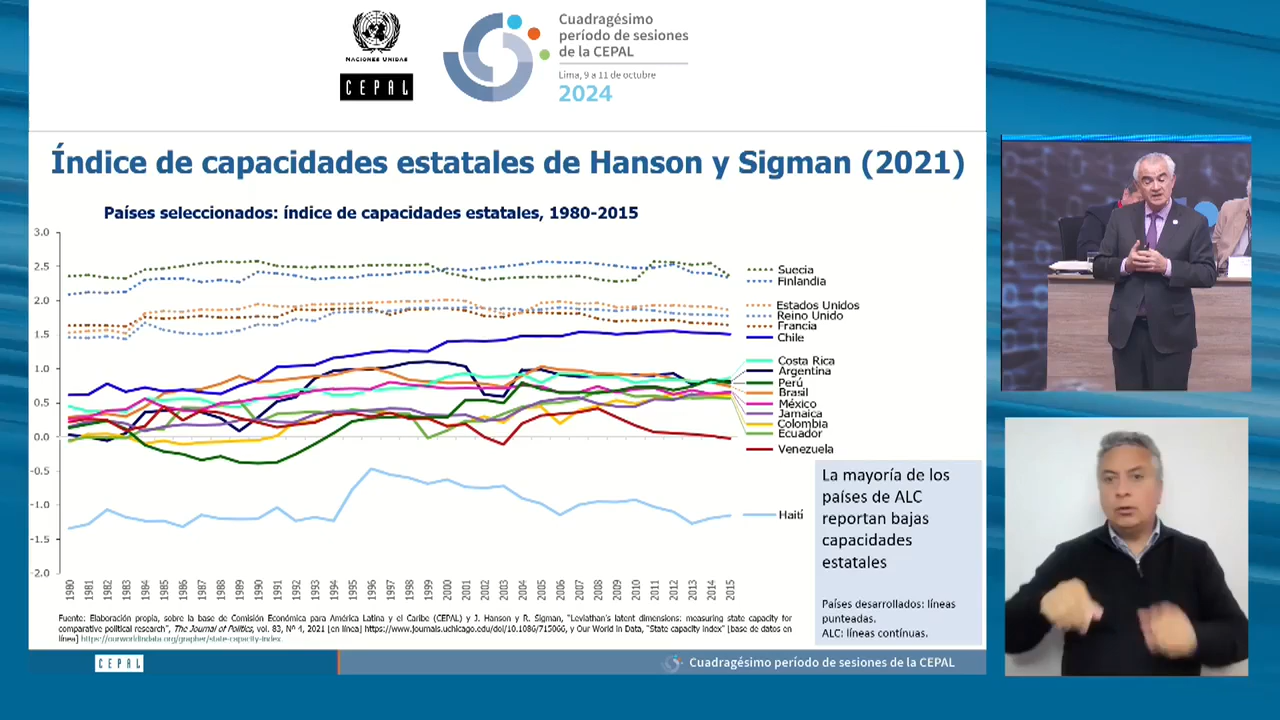 NACIONES UNIDAS
CEPAL
Cuadragésimo
período de sesiones
de la CEPAL
Lima, 9 a 11 de octubre
2024
Índice de capacidades estatales de Hanson y Sigman (2021)
Países seleccionados: índice de capacidades estatales, 1980-2015
3.0
2.5
2.0
1.5
1.0
0.5
0.0
-0.5
-1.0
-1.5
-2.0
1980
1981
1982
1983
1984
1985
1986
1987
1988
1989
1990
1991
1992
1993
1994
1995
1996
1997
1998
1999
2000
2001
2002
2003
2004
2005
2006
2007
2008
2009
2010
2011
2012
2013
2014
2015
Suecia
Finlandia
Estados Unidos
Reino Unido
Francia
Chile
Costa Rica
Argentina
Perú
Brasil
México
Jamaica
Colombia
Ecuador
Venezuela
Haití
La mayoría de los
países de ALC
reportan bajas
capacidades
estatales
Países desarrollados: líneas
punteadas.
ALC: líneas contínuas.
Fuente: Elaboración propia, sobre la base de Comisión Económica para América Latina y el Caribe (CEPAL) y J. Hanson y R. Sigman, "Leviathan's latent dimensions: measuring state capacity for
comparative political research", The Journal of Politics, vol. 83, Nº 4, 2021 [en línea] https://www.journals.uchicago.edu/doi/10.1086/715066, y Our World in Data, "State capacity index" [base de datos en
línea] https://ourworldindata.org/grapher/state-capacity-index.
CEPAL
Cuadragésimo período de sesiones de la CEPAL